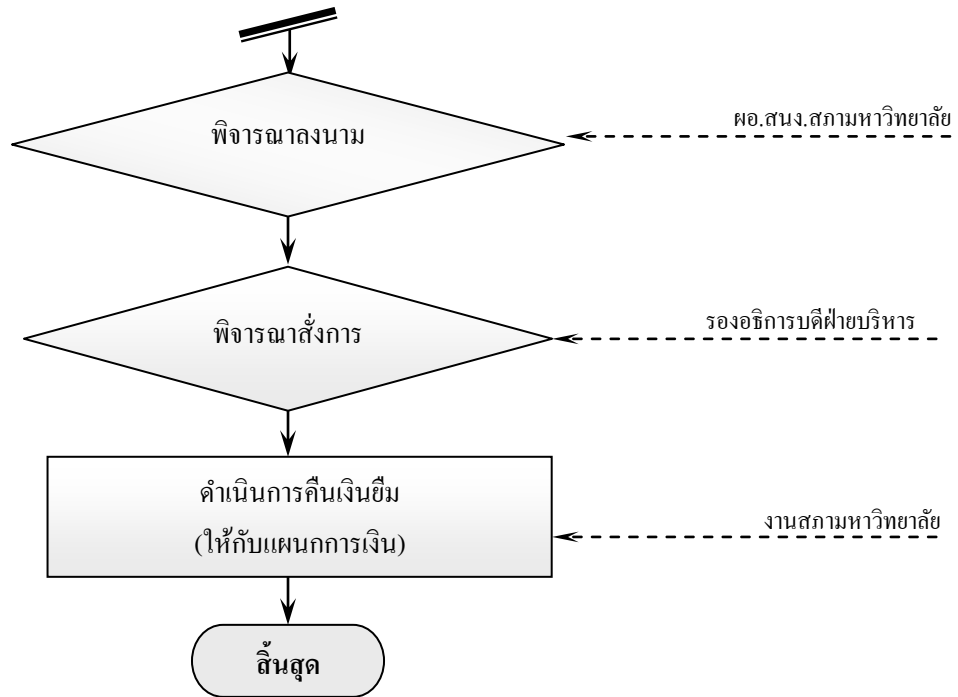 พิจารณาลงนาม
ผอ.สนง.สภามหาวิทยาลัย
พิจารณาสั่งการ
รองอธิการบดีฝ่ายบริหาร
ดำเนินการคืนเงินยืม
(ให้กับแผนกการเงิน)
งานสภามหาวิทยาลัย
สิ้นสุด